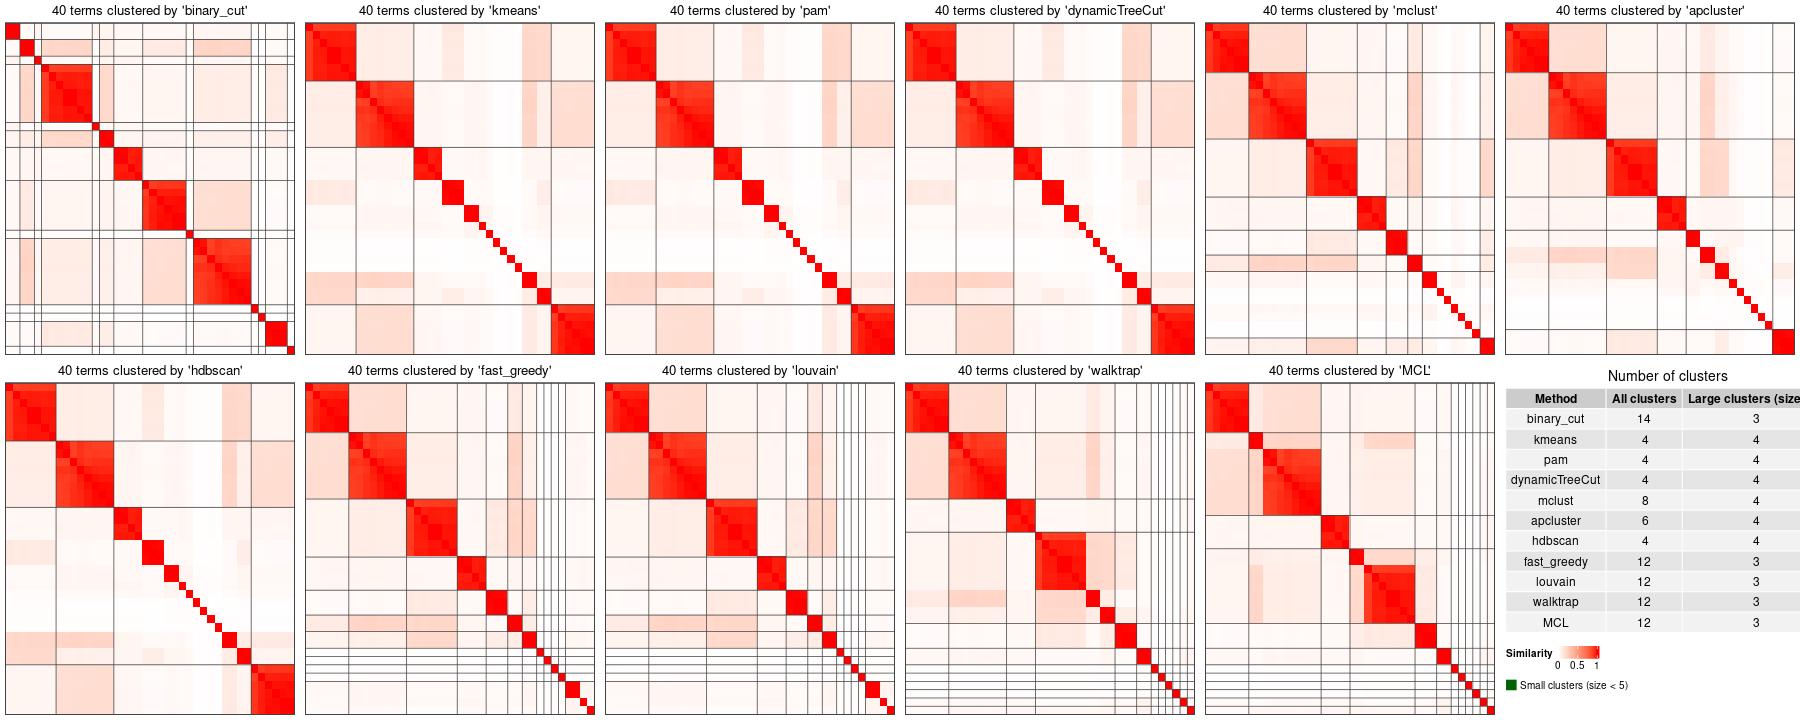 40 terms clustered by 'binary_cut'
40 terms clustered by 'kmeans'
40 terms clustered by 'pam'
40 terms clustered by 'dynamicTreeCut'
40 terms clustered by 'mclust'
40 terms clustered by 'apcluster'
40 terms clustered by 'hdbscan'
40 terms clustered by 'fast_greedy'
40 terms clustered by 'louvain'
40 terms clustered by 'walktrap'
40 terms clustered by 'MCL'
Number of clusters
Method All clusters Large clusters (size
binary_cut 14 3
kmeans 4 4
pam 4 4
dynamicTreeCut 4 4
mclust 8 4
apcluster 6 4
hdbscan 4 4
fast_greedy 12 3
louvain 12 3
walktrap 12 3
MCL 12 3
Similarity
0 0.5 1
Small clusters (size < 5)